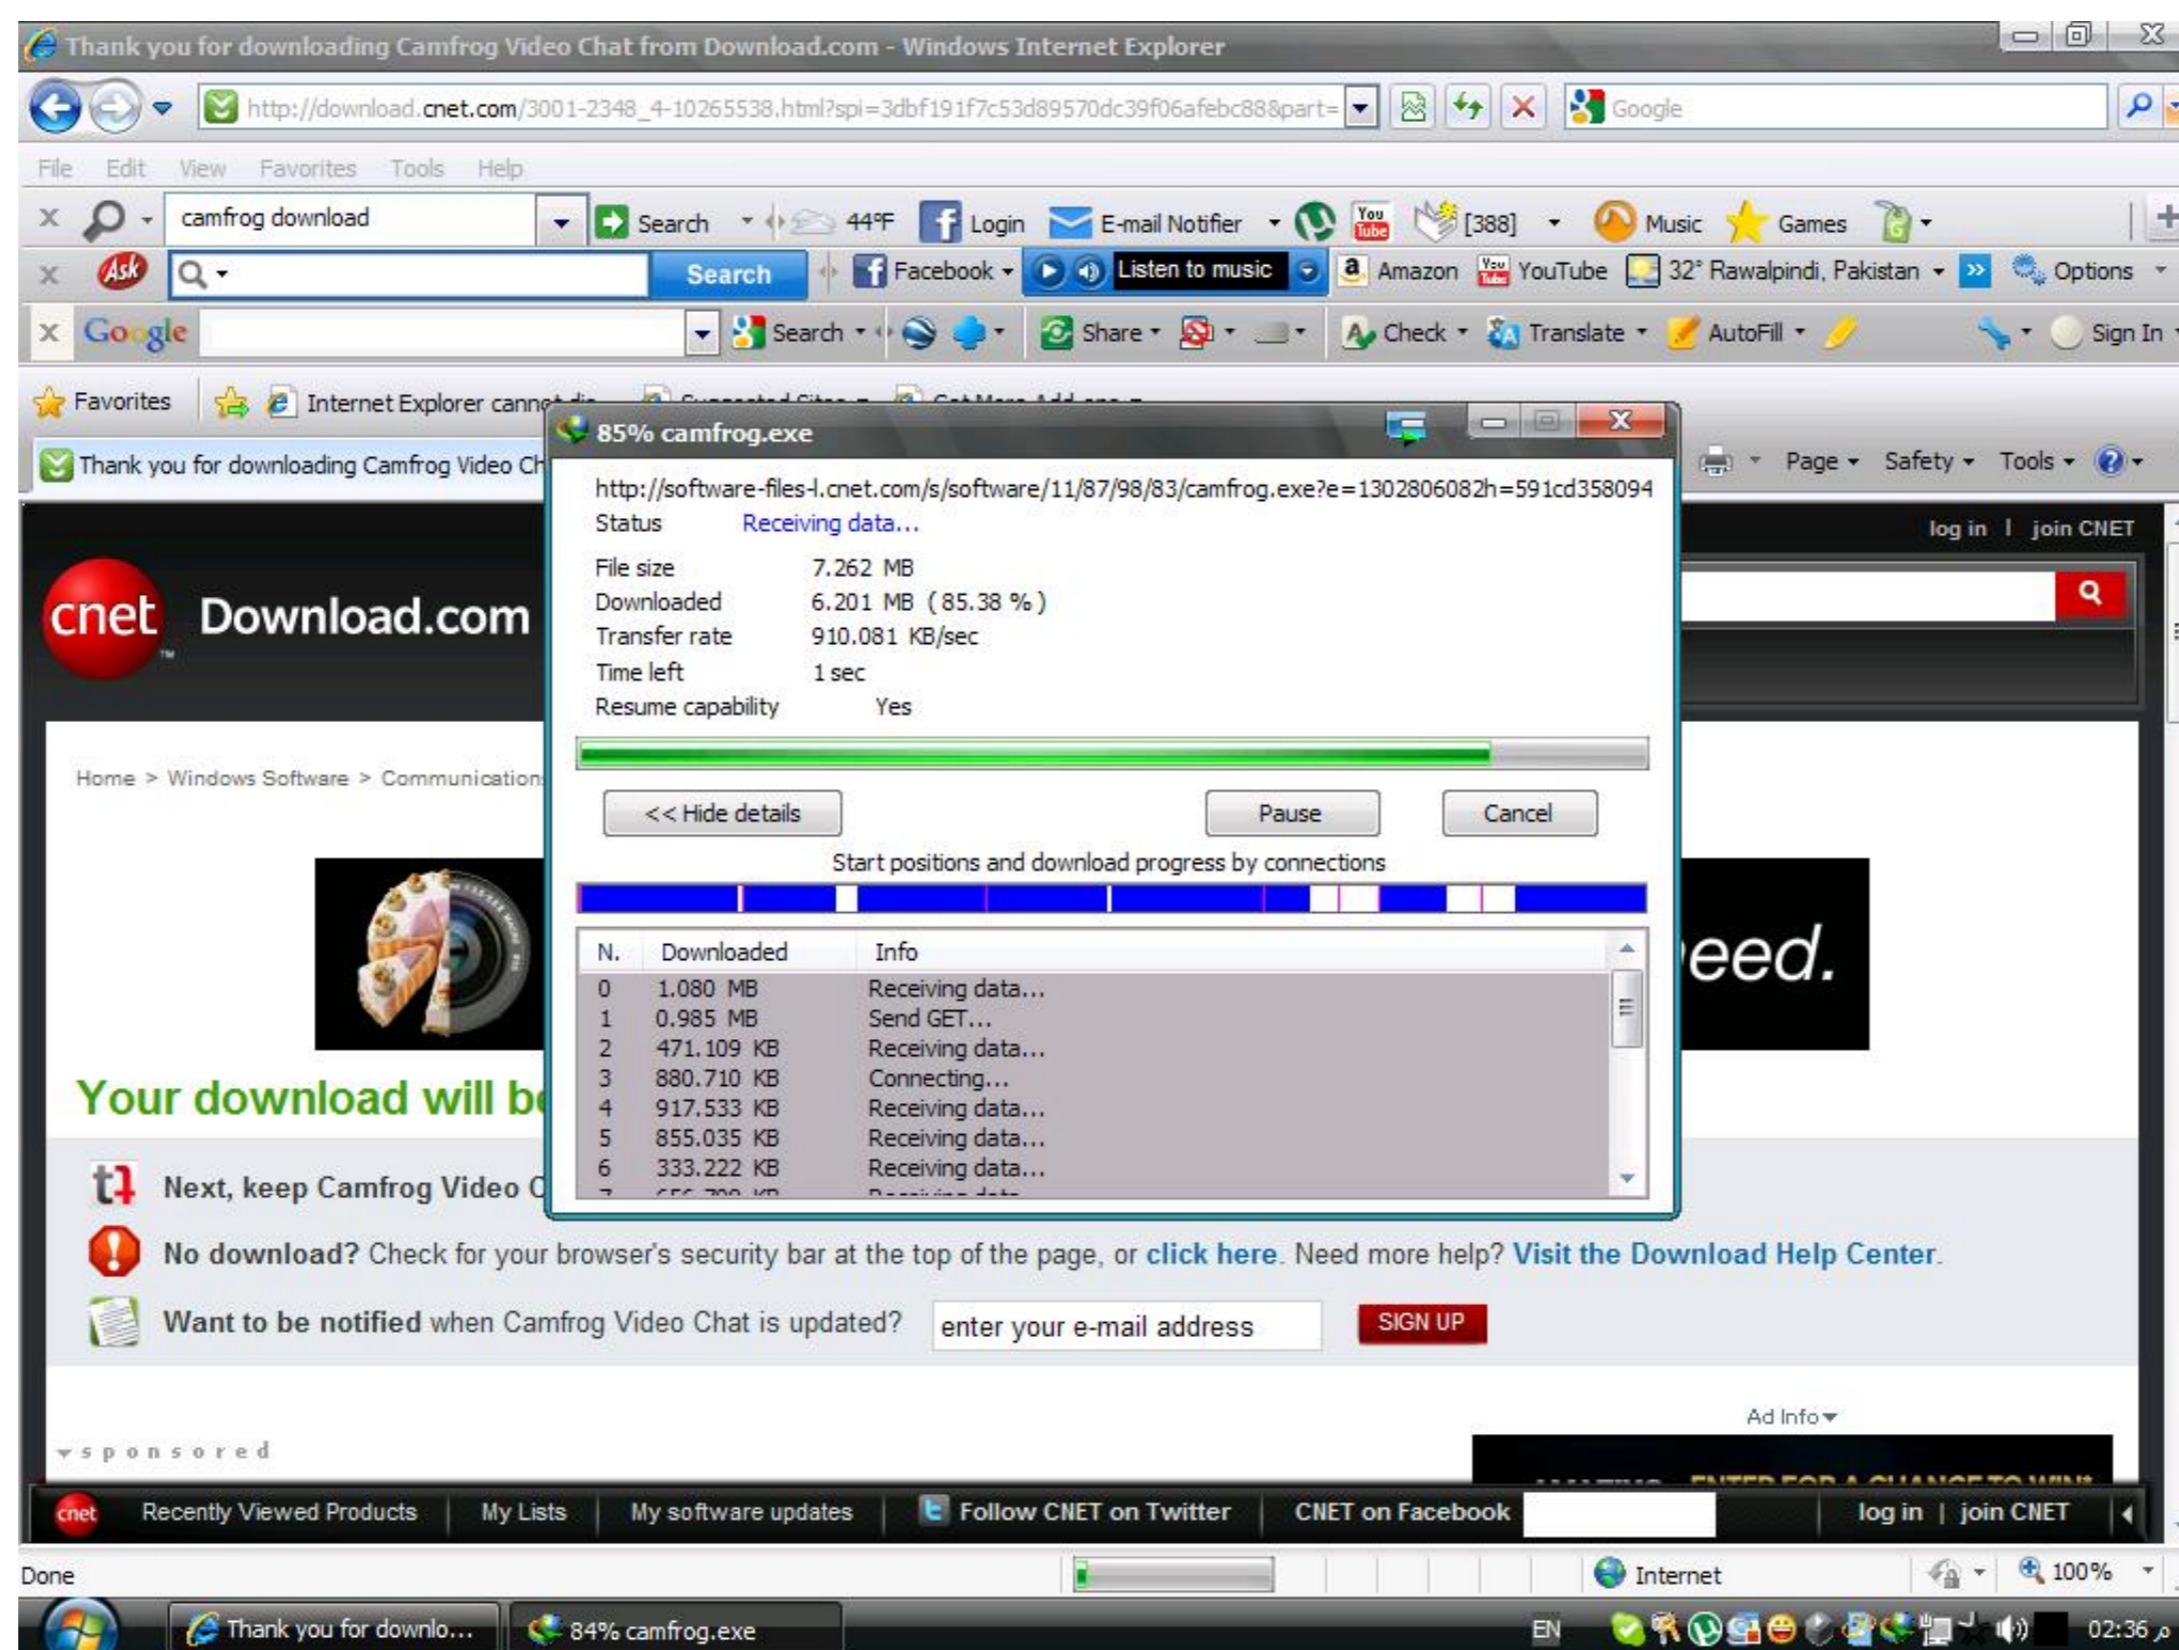 Thank you for downloading Camfrog Video Chat from Download.com - Windows Internet Explorer
http://download.cnet.com/3001-2348_4-10265538.html?spi=3dbf191f7c53d89570dc39f06afebc88&part=
Google
File Edit View Favorites Tools Help
camfrog download Search 44°F Login E-mail Notifier You Tube [388] Music Games
Ask Search Facebook Listen to music Amazon YouTube 32° Rawalpindi, Pakistan Options
Google Search Share Check Translate AutoFill Sign In
Favorites Internet Explorer cannot
Thank you for downloading Camfrog Video Ch
Page Safety Tools
85% camfrog.exe
http://software-files-l.cnet.com/s/software/11/87/98/83/camfrog.exe?e=1302806082h=591cd358094
Status Receiving data...
File size 7.262 MB
Downloaded 6.201 MB ( 85.38 % )
Transfer rate 910.081 KB/sec
Time left 1 sec
Resume capability Yes
<< Hide details Pause Cancel
Start positions and download progress by connections
N. Downloaded Info
0 1.080 MB Receiving data...
1 0.985 MB Send GET...
2 471.109 KB Receiving data...
3 880.710 KB Connecting...
4 917.533 KB Receiving data...
5 855.035 KB Receiving data...
6 333.222 KB Receiving data...
log in | join CNET
cnet Download.com
Home > Windows Software > Communication
eed.
Your download will be
Next, keep Camfrog Video C
No download? Check for your browser's security bar at the top of the page, or click here. Need more help? Visit the Download Help Center.
Want to be notified when Camfrog Video Chat is updated? enter your e-mail address SIGN UP
Ad Info
sponsored
ENTER FOR A CHANCE TO WIN*
cnet Recently Viewed Products My Lists My software updates Follow CNET on Twitter CNET on Facebook log in | join CNET
Done Internet 100%
Thank you for downlo... 84% camfrog.exe EN 02:36 م